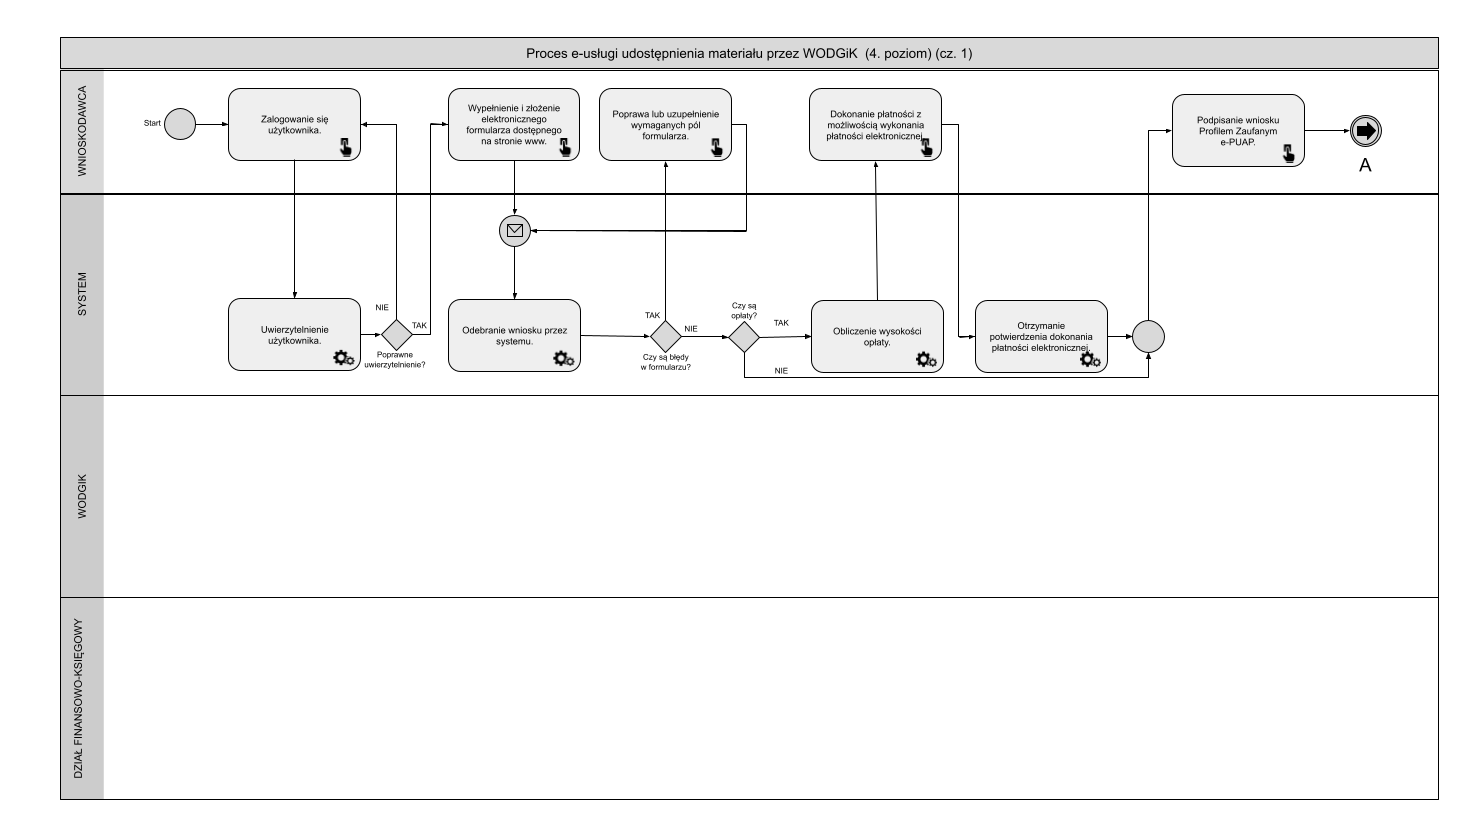 Proces e-usługi udostępnienia materiału przez WODGiK (4. poziom) (cz. 1)
WNIOSKODAWCA
Start
Zalogowanie się
użytkownika.
Wypełnienie i złożenie
elektronicznego
formularza dostępnego
na stronie www.
Poprawa lub uzupełnienie
wymaganych pól
formularza.
Dokonanie płatności z
możliwością wykonania
płatności elektronicznej.
Podpisanie wniosku
Profilem Zaufanym
e-PUAP.
A
SYSTEM
Uwierzytelnienie
użytkownika.
NIE
TAK
Poprawne
uwierzytelnienie?
Odebranie wniosku przez
systemu.
TAK
NIE
Czy są błędy
w formularzu?
Czy są
opłaty?
TAK
NIE
Obliczenie wysokości
opłaty.
Otrzymanie
potwierdzenia dokonania
płatności elektronicznej.
WODGIK
DZIAŁ FINANSOWO-KSIĘGOWY